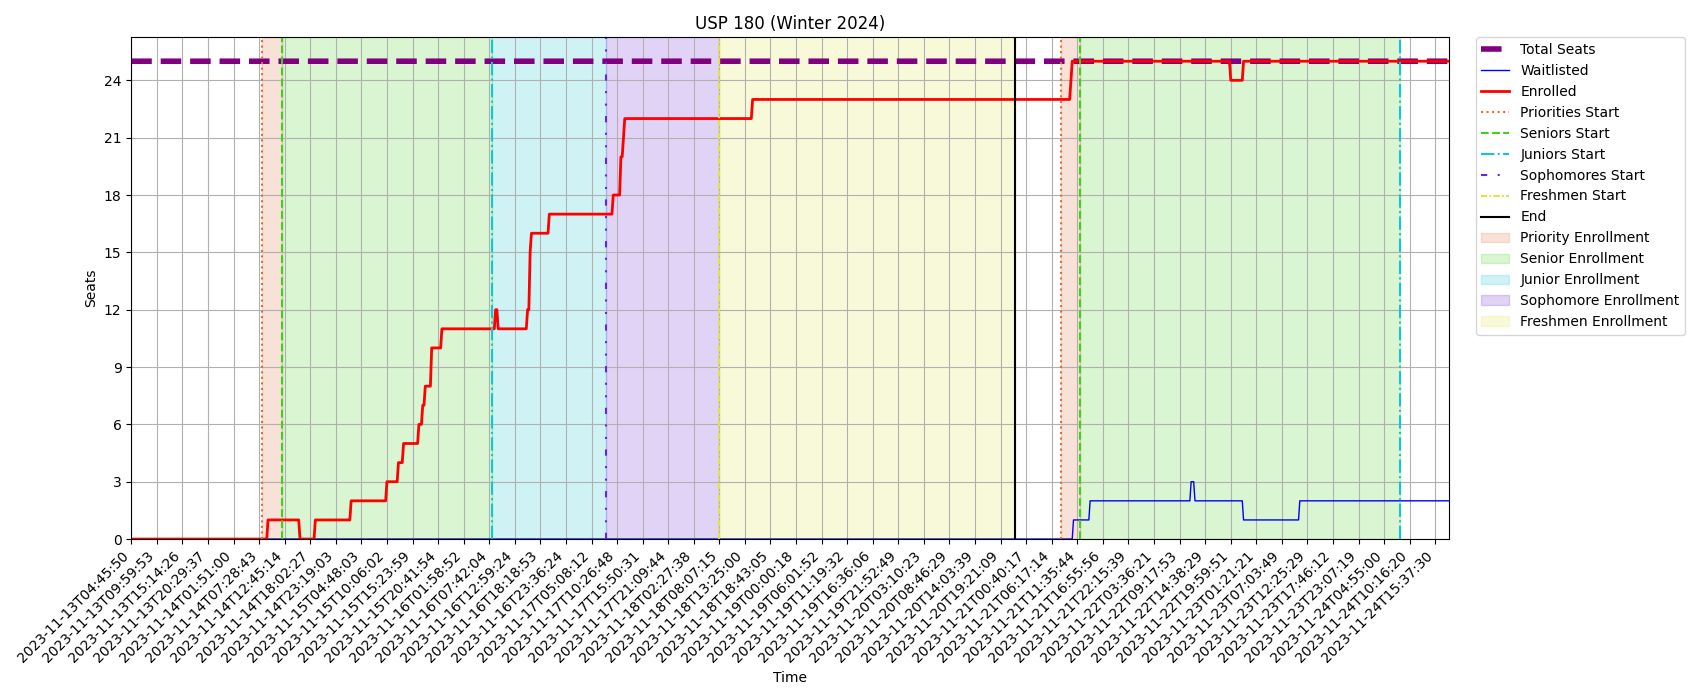 USP 180 (Winter 2024)
Total Seats
Waitlisted
Enrolled
Priorities Start
Seniors Start
Juniors Start
Sophomores Start
Freshmen Start
End
Priority Enrollment
Senior Enrollment
Junior Enrollment
Sophomore Enrollment
Freshmen Enrollment
Seats
24
21
18
15
12
9
6
3
0
2023-11-13T04:45:50
2023-11-13T09:59:53
2023-11-13T15:14:26
2023-11-13T20:29:37
2023-11-14T01:51:00
2023-11-14T07:28:43
2023-11-14T12:45:14
2023-11-14T18:02:27
2023-11-14T23:19:03
2023-11-15T04:48:03
2023-11-15T10:06:02
2023-11-15T15:23:59
2023-11-15T20:41:54
2023-11-16T01:58:52
2023-11-16T07:42:04
2023-11-16T12:59:24
2023-11-16T18:18:53
2023-11-16T23:36:24
2023-11-17T05:08:12
2023-11-17T10:26:48
2023-11-17T15:50:31
2023-11-17T21:09:44
2023-11-18T02:27:38
2023-11-18T08:07:15
2023-11-18T13:25:00
2023-11-18T18:43:05
2023-11-19T00:00:18
2023-11-19T06:01:52
2023-11-19T11:19:32
2023-11-19T16:36:06
2023-11-19T21:52:49
2023-11-20T03:10:23
2023-11-20T08:46:29
2023-11-20T14:03:39
2023-11-20T19:21:09
2023-11-21T00:40:17
2023-11-21T06:17:14
2023-11-21T11:35:44
2023-11-21T16:55:56
2023-11-21T22:15:39
2023-11-22T03:36:21
2023-11-22T09:17:53
2023-11-22T14:38:29
2023-11-22T19:59:51
2023-11-23T01:21:21
2023-11-23T07:03:49
2023-11-23T12:25:29
2023-11-23T17:46:12
2023-11-23T23:07:19
2023-11-24T04:55:00
2023-11-24T10:16:20
2023-11-24T15:37:30
Time